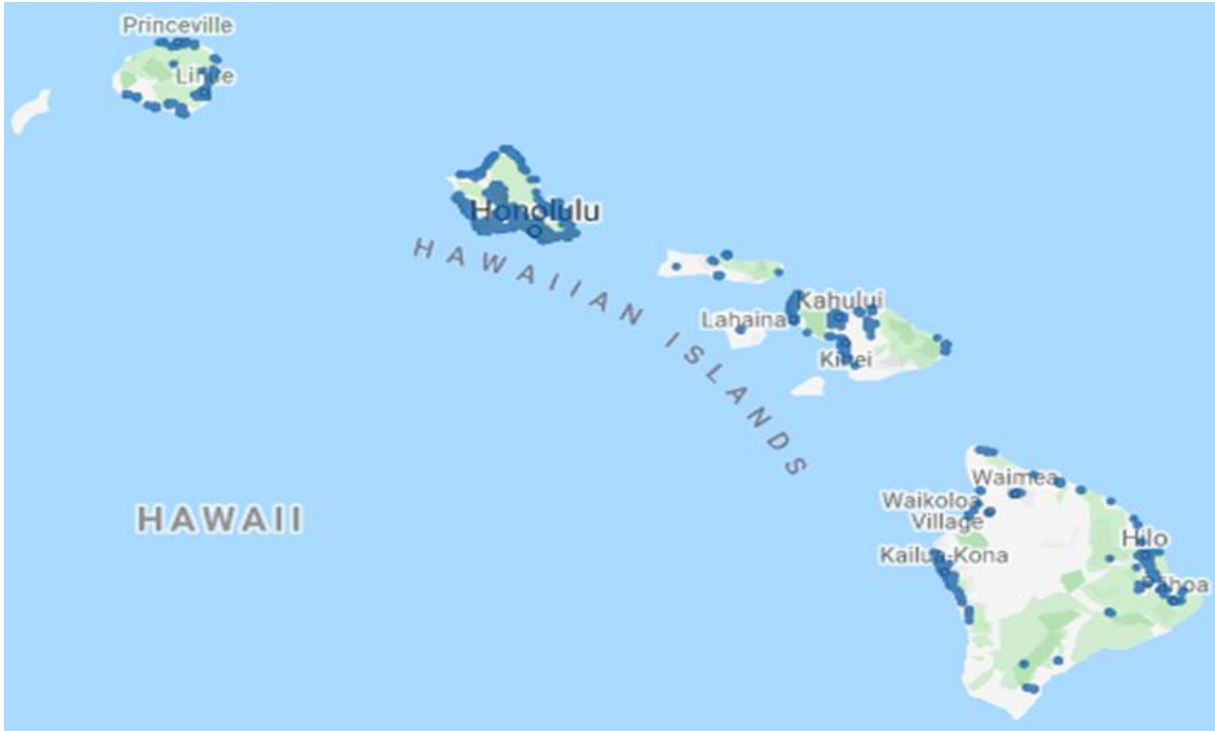 Princeville
Lihue
Honolulu
HAWAIIAN ISLANDS
Kahului
Lahaina
Kihei
Waimea
Waikoloa
Village
Hilo
Kailua-Kona
Pahoa
HAWAII